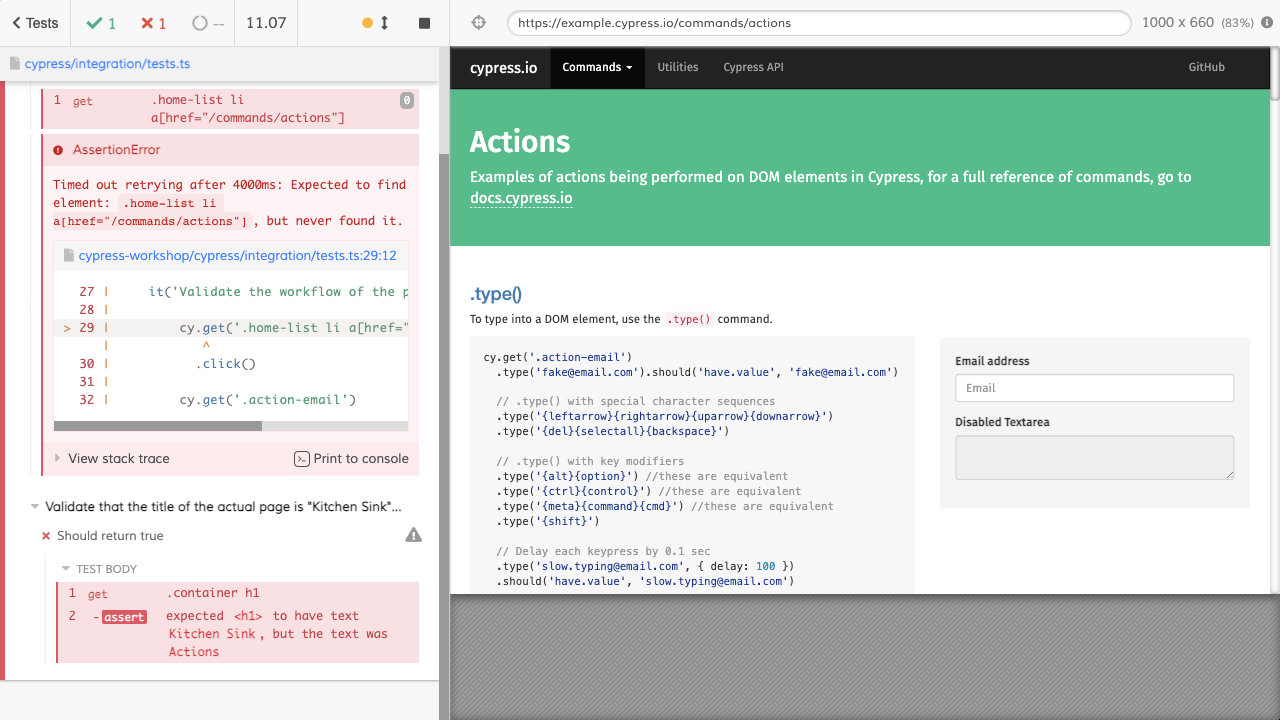 Tests
1
1
--
11.07
https://example.cypress.io/commands/actions
1000 x 660 (83%)
cypress/integration/tests.ts
1 get .home-list li 0
a[href="/commands/actions"]
AssertionError
Timed out retrying after 4000ms: Expected to find
element: .home-list li
a[href="/commands/actions"], but never found it.
cypress-workshop/cypress/integration/tests.ts:29:12
27 | it('Validate the workflow of the p
28 |
> 29 | cy.get('.home-list li a[href="
| ^
30 | .click()
31 |
32 | cy.get('.action-email')
View stack trace
Print to console
Validate that the title of the actual page is "Kitchen Sink"...
Should return true
TEST BODY
1 get .container h1
2 -assert expected <h1> to have text
Kitchen Sink, but the text was
Actions
cypress.io
Commands
Utilities
Cypress API
GitHub
Actions
Examples of actions being performed on DOM elements in Cypress, for a full reference of commands, go to
docs.cypress.io
.type()
To type into a DOM element, use the .type() command.
cy.get('.action-email')
.type('fake@email.com').should('have.value', 'fake@email.com')
// .type() with special character sequences
.type('{leftarrow}{rightarrow}{uparrow}{downarrow}')
.type('{del}{selectall}{backspace}')
// .type() with key modifiers
.type('{alt}{option}') //these are equivalent
.type('{ctrl}{control}') //these are equivalent
.type('{meta}{command}{cmd}') //these are equivalent
.type('{shift}')
// Delay each keypress by 0.1 sec
.type('slow.typing@email.com', { delay: 100 })
.should('have.value', 'slow.typing@email.com')
Email address
Email
Disabled Textarea